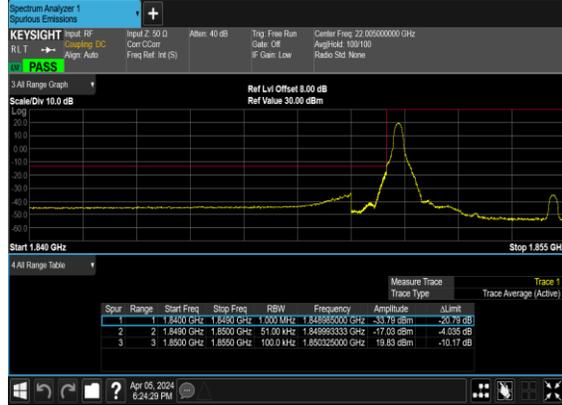 Spectrum Analyzer 1
Spurious Emissions
KEYSIGHT Input: RF Input Z: 50 Ω Atten: 40 dB Trig: Free Run Center Freq: 22.005000000 GHz
RLT Coupling: DC Corr CCorr Gate: Off Avg|Hold: 100/100
Align: Auto Freq Ref: Int (S) IF Gain: Low Radio Std: None
PASS
3 All Range Graph
Ref Lvl Offset 8.00 dB
Scale/Div 10.0 dB Ref Value 30.00 dBm
Log
20.0
10.0
0.00
-10.0
-20.0
-30.0
-40.0
-50.0
-60.0
Start 1.840 GHz Stop 1.855 GH
4 All Range Table
Measure Trace Trace 1
Trace Type Trace Average (Active)
Spur Range Start Freq Stop Freq RBW Frequency Amplitude ΔLimit
1 1 1.8400 GHz 1.8490 GHz 1.000 MHz 1.848985000 GHz -33.79 dBm -20.79 dB
2 2 1.8490 GHz 1.8500 GHz 51.00 kHz 1.849993333 GHz -17.03 dBm -4.035 dB
3 3 1.8500 GHz 1.8550 GHz 100.0 kHz 1.850325000 GHz 19.83 dBm -10.17 dB
Apr 05, 2024
6:24:29 PM